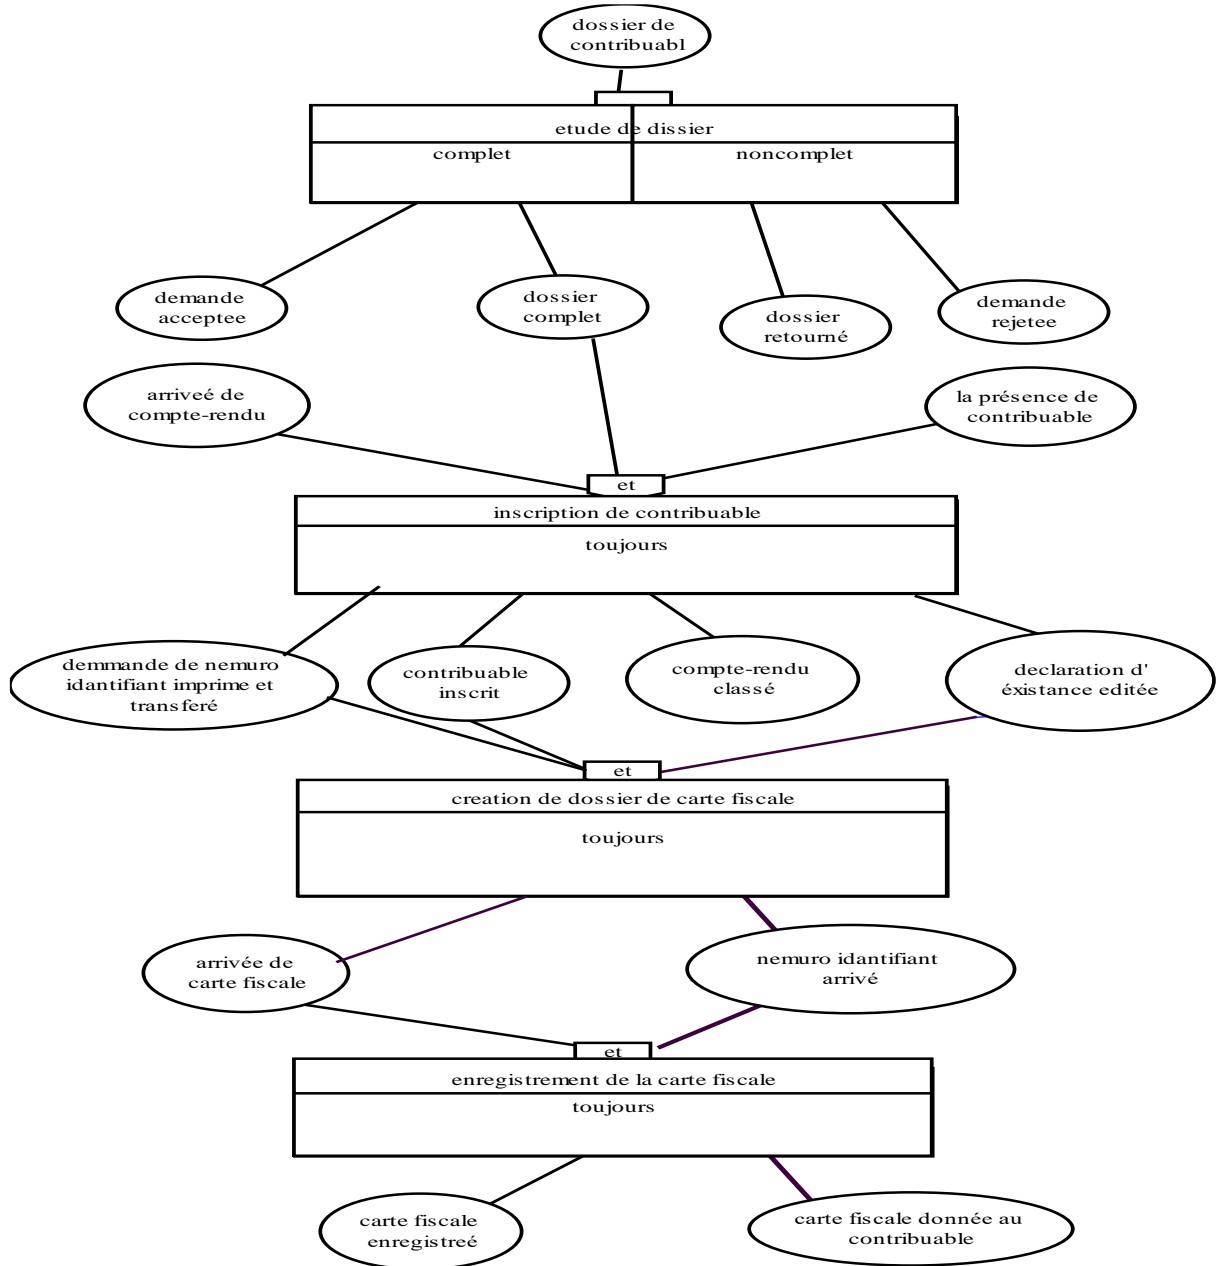 dossier de
contribuabl
etude de dissier
complet
noncomplet
demande
acceptee
dossier
complet
dossier
retourné
demande
rejetee
arriveé de
compte-rendu
la présence de
contribuable
et
inscription de contribuable
toujours
demmande de nemuro
idantifiant imprime et
transferé
contribuable
inscrit
compte-rendu
classé
declaration d'
éxistance editée
et
creation de dossier de carte fiscale
toujours
arrivée de
carte fiscale
nemuro idantifiant
arrivé
et
enregistrement de la carte fiscale
toujours
carte fiscale
enregistreé
carte fiscale donnée au
contribuable